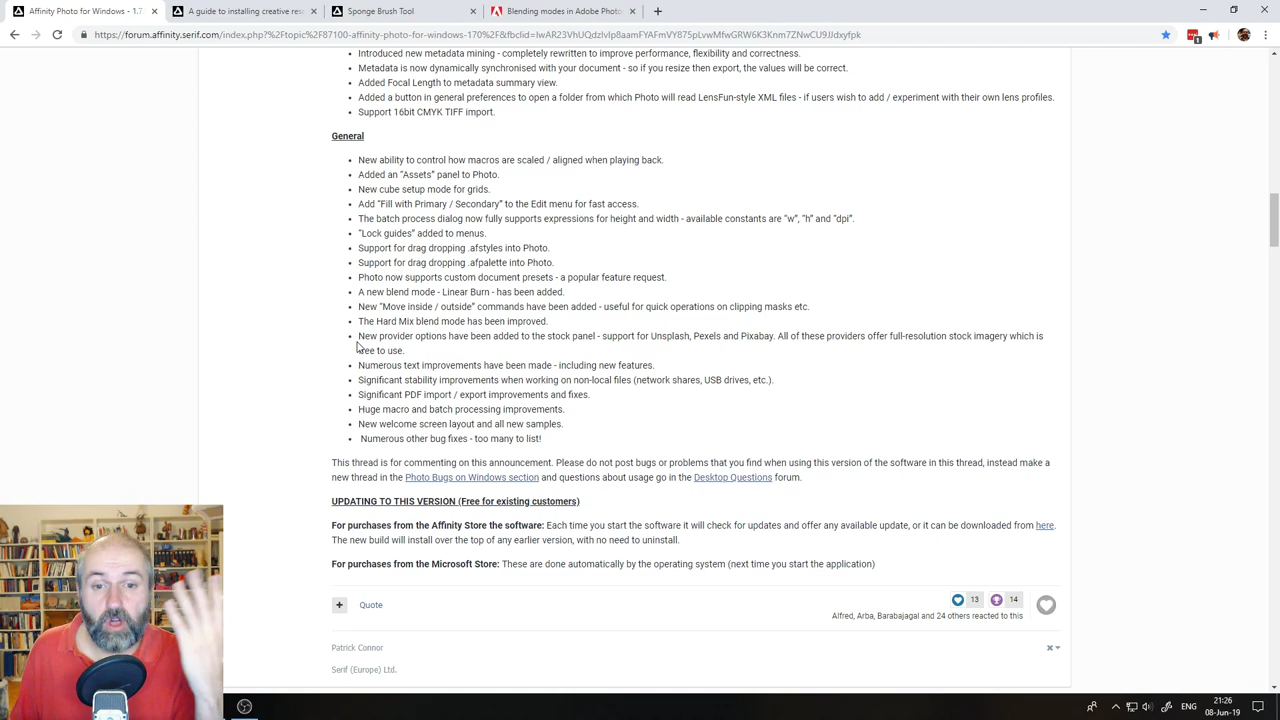 Affinity Photo for Windows - 1.7.
A guide to installing creative res
Sponge Brush Tool
Blending modes in Adobe Photo
Introduced new metadata mining - completely rewritten to improve performance, flexibility and correctness.
Metadata is now dynamically synchronised with your document - so if you resize then export, the values will be correct.
Added Focal Length to metadata summary view.
Added a button in general preferences to open a folder from which Photo will read LensFun-style XML files - if users wish to add / experiment with their own lens profiles.
Support 16bit CMYK TIFF import.
General
New ability to control how macros are scaled / aligned when playing back.
Added an “Assets” panel to Photo.
New cube setup mode for grids.
Add “Fill with Primary / Secondary” to the Edit menu for fast access.
The batch process dialog now fully supports expressions for height and width - available constants are “w”, “h” and “dpi”.
“Lock guides” added to menus.
Support for drag dropping .afstyles into Photo.
Support for drag dropping .afpalette into Photo.
Photo now supports custom document presets - a popular feature request.
A new blend mode - Linear Burn - has been added.
New “Move inside / outside” commands have been added - useful for quick operations on clipping masks etc.
The Hard Mix blend mode has been improved.
New provider options have been added to the stock panel - support for Unsplash, Pexels and Pixabay. All of these providers offer full-resolution stock imagery which is
free to use.
Numerous text improvements have been made - including new features.
Significant stability improvements when working on non-local files (network shares, USB drives, etc.).
Significant PDF import / export improvements and fixes.
Huge macro and batch processing improvements.
New welcome screen layout and all new samples.
Numerous other bug fixes - too many to list!
This thread is for commenting on this announcement. Please do not post bugs or problems that you find when using this version of the software in this thread, instead make a
new thread in the Photo Bugs on Windows section and questions about usage go in the Desktop Questions forum.
UPDATING TO THIS VERSION (Free for existing customers)
For purchases from the Affinity Store the software: Each time you start the software it will check for updates and offer any available update, or it can be downloaded from here.
The new build will install over the top of any earlier version, with no need to uninstall.
For purchases from the Microsoft Store: These are done automatically by the operating system (next time you start the application)
13 14
+ Quote
Alfred, Arba, Barabajagal and 24 others reacted to this
Patrick Connor
Serif (Europe) Ltd.
ENG
21:26
08-Jun-19